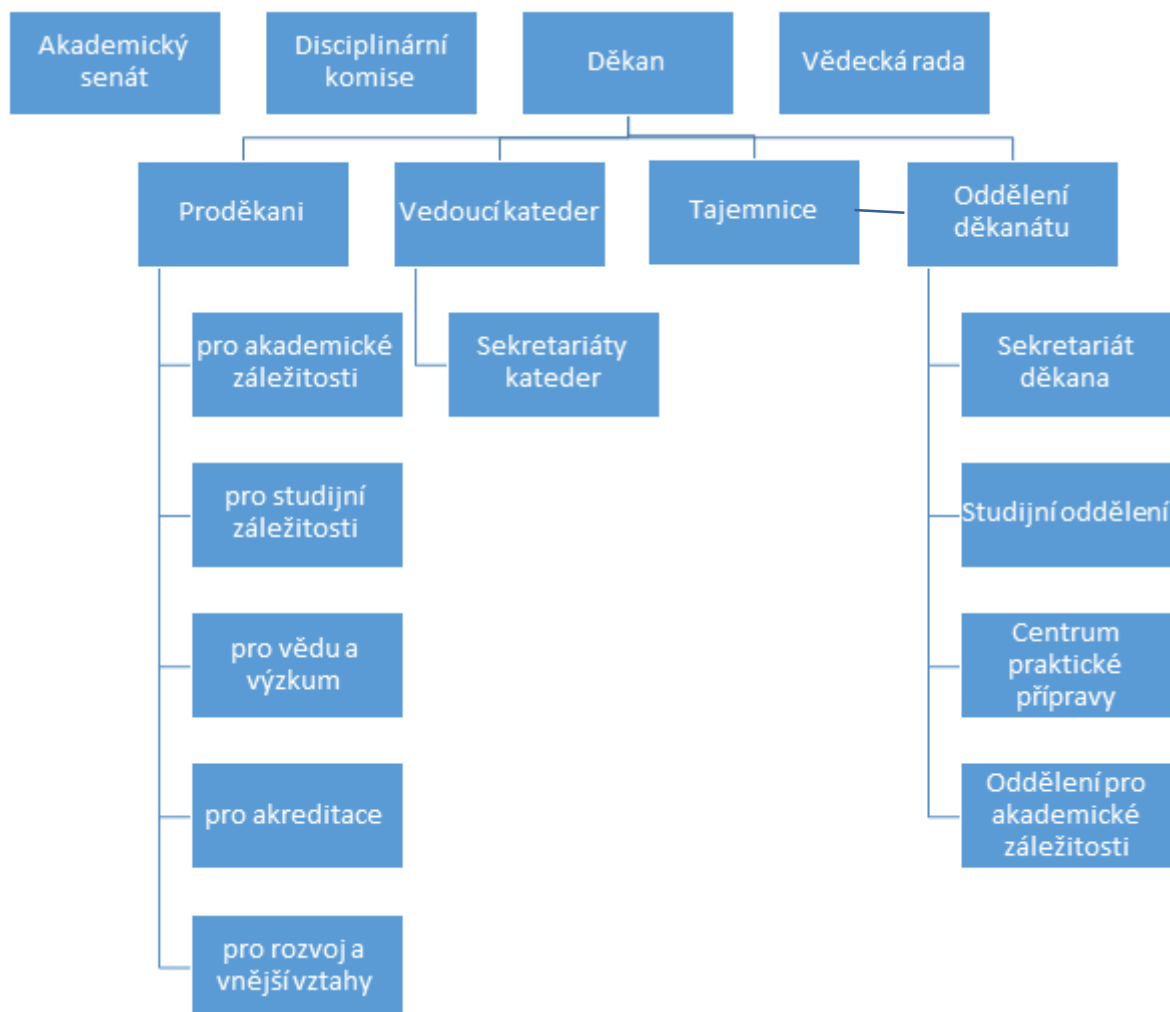 Akademický
senát
Disciplinární
komise
Děkan
Vědecká rada
Proděkani
Vedoucí kateder
Tajemnice
Oddělení
děkanátu
pro akademické
záležitosti
Sekretariáty
kateder
Sekretariát
děkana
pro studijní
záležitosti
Studijní oddělení
pro vědu a
výzkum
Centrum
praktické
přípravy
pro akreditace
Oddělení pro
akademické
záležitosti
pro rozvoj a
vnější vztahy